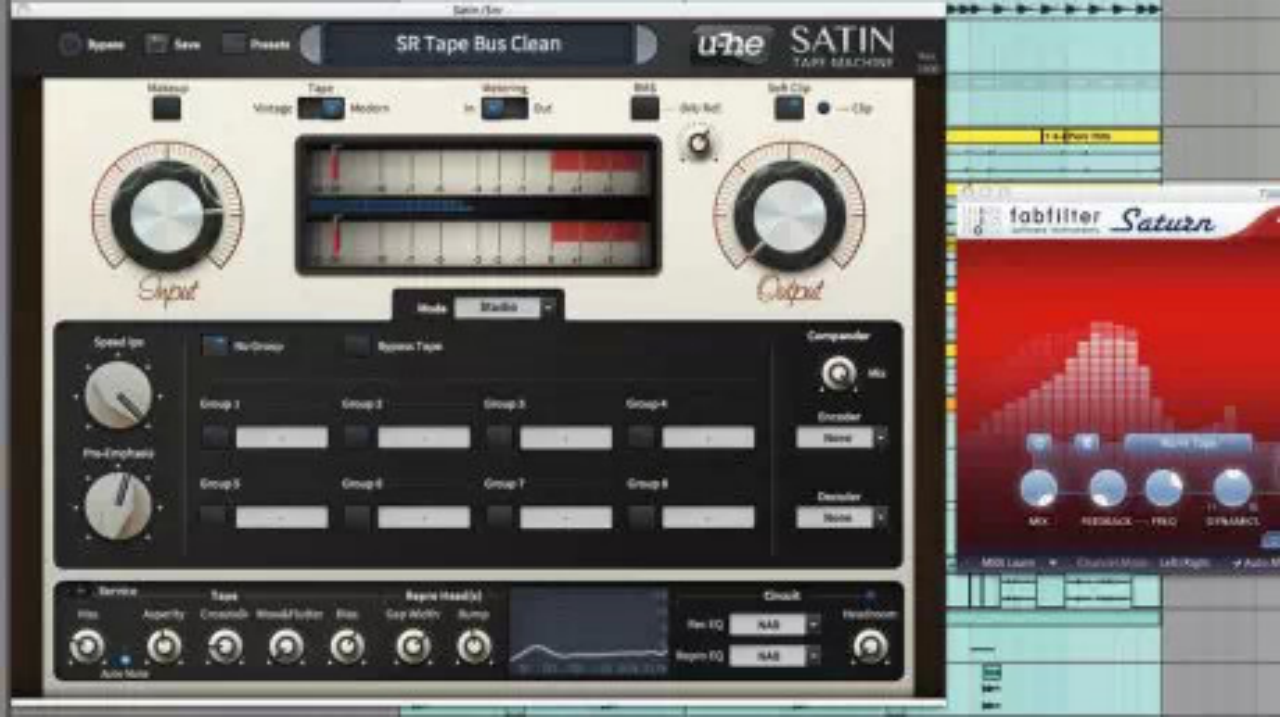 Satin/Snr
Bypass Save Presets
SR Tape Bus Clean
u-he
SATIN
TAPE MACHINE
Makeup
Tape
Vintage Modern
Metering
In Out
RMS
Soft Clip
Clip
Input
Output
Mode Studio
Speed ips
No Group
Bypass Tape
Compander
Mix
Group 1 Group 2 Group 3 Group 4
Encoder
None
Pre-Emphasis
Group 5 Group 6 Group 7 Group 8
Decoder
None
Service
Tape
Repro Head(s)
Circuit
Hiss Asperity Crosstalk Wow&Flutter Bias Gap Width Bump
Headroom
Rec EQ NAB
Repro EQ NAB
Auto Mute
fabfilter
software instruments
Saturn
Warm Tape
MIX FEEDBACK FREQ DYNAMICS
MIDI Learn Channel Mode: Left/Right